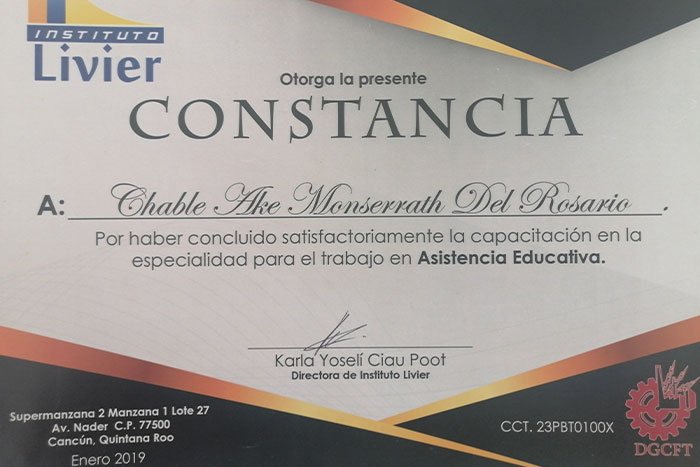 INSTITUTO
Livier
Otorga la presente
CONSTANCIA
A: Chable Ake Monserrath Del Rosario .
Por haber concluido satisfactoriamente la capacitación en la
especialidad para el trabajo en Asistencia Educativa.
Karla Yoselí Ciau Poot
Directora de Instituto Livier
Supermanzana 2 Manzana 1 Lote 27
Av. Nader C.P. 77500
Cancún, Quintana Roo
Enero 2019
CCT. 23PBT0100X
DGCFT